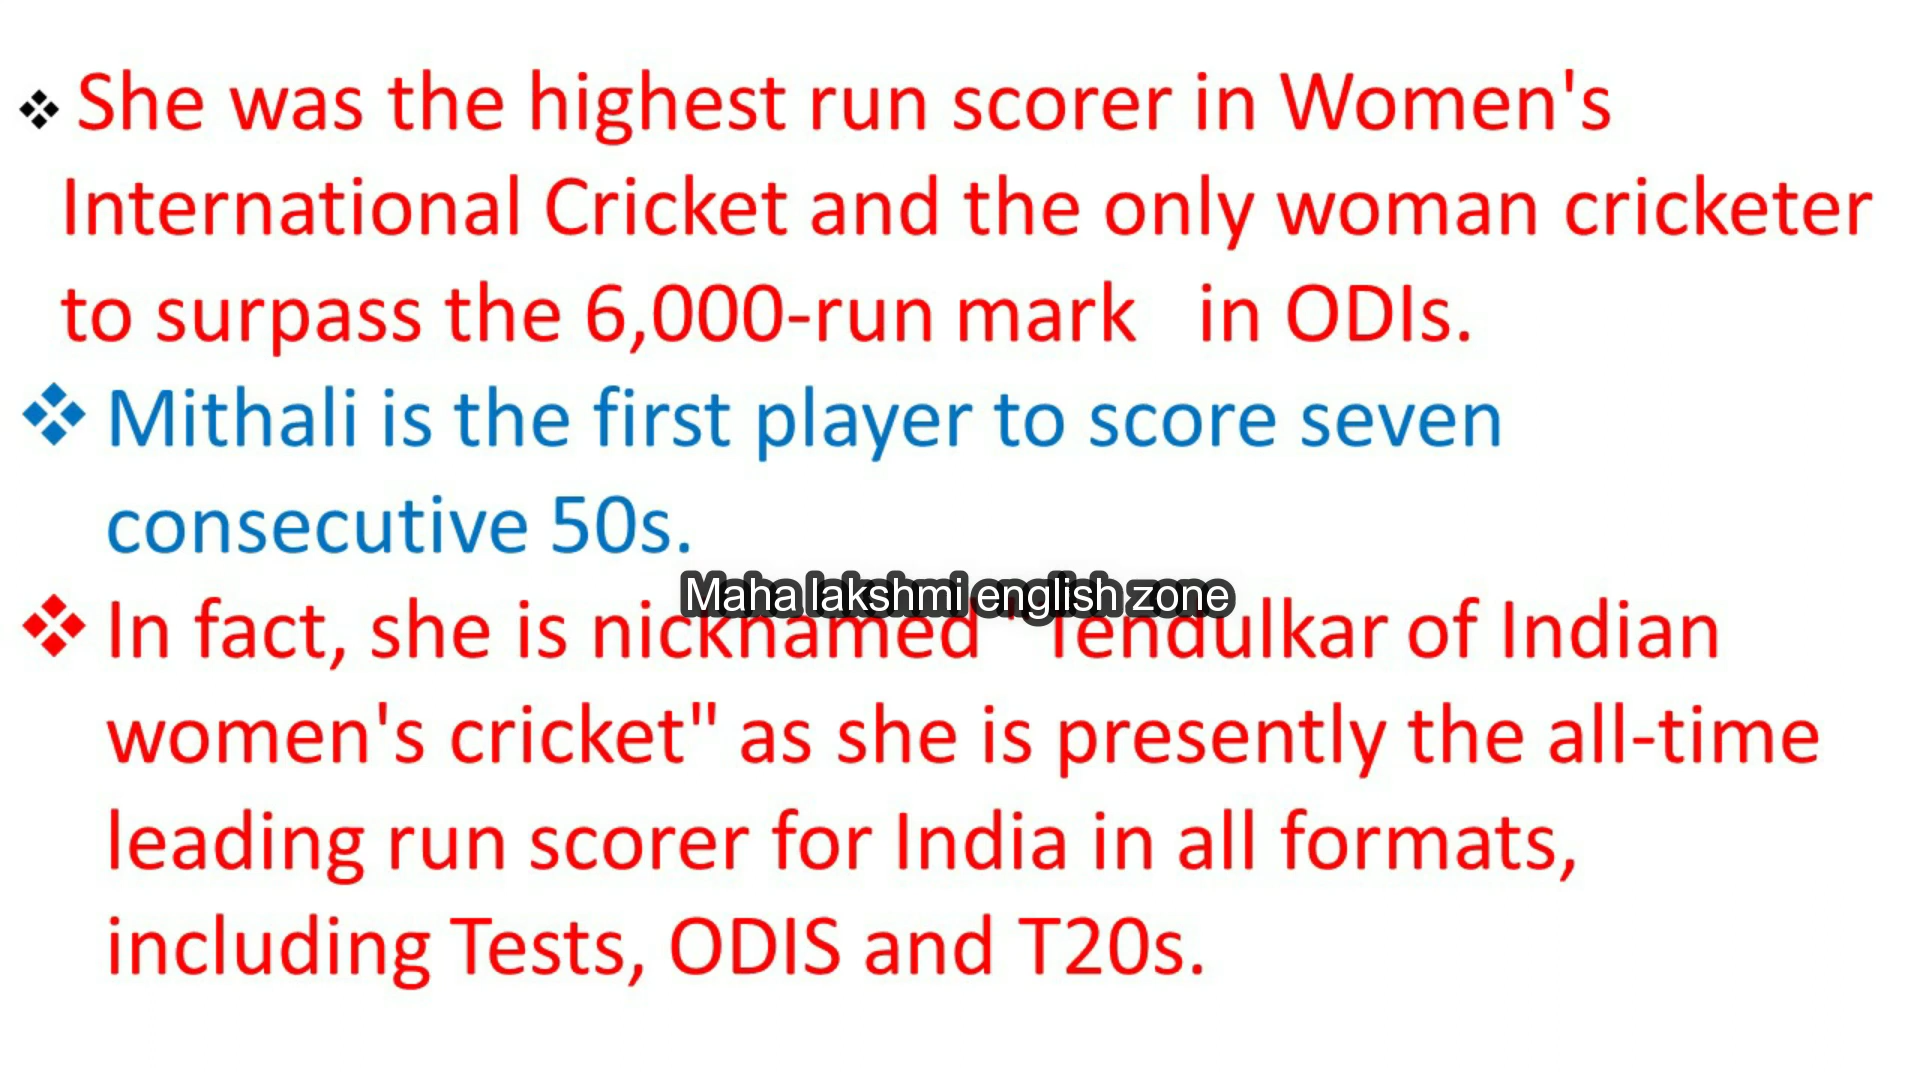 She was the highest run scorer in Women's
International Cricket and the only woman cricketer
to surpass the 6,000-run mark in ODIs.
Mithali is the first player to score seven
consecutive 50s.
Maha lakshmi english zone
In fact, she is nicknamed "Tendulkar of Indian
women's cricket" as she is presently the all-time
leading run scorer for India in all formats,
including Tests, ODIS and T20s.